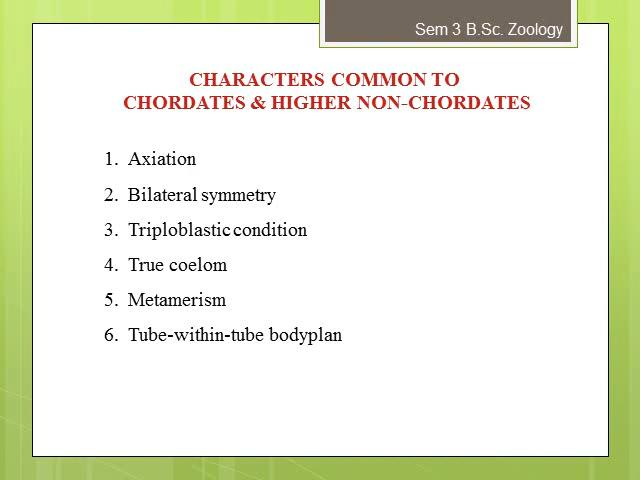 Sem 3 B.Sc. Zoology
CHARACTERS COMMON TO
CHORDATES & HIGHER NON-CHORDATES
1. Axiation
2. Bilateral symmetry
3. Triploblastic condition
4. True coelom
5. Metamerism
6. Tube-within-tube bodyplan